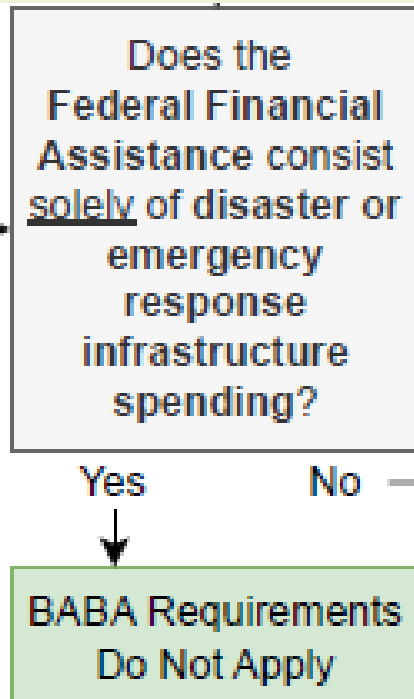 Does the
Federal Financial
Assistance consist
solely of disaster or
emergency
response
infrastructure
spending?
Yes No
BABA Requirements
Do Not Apply